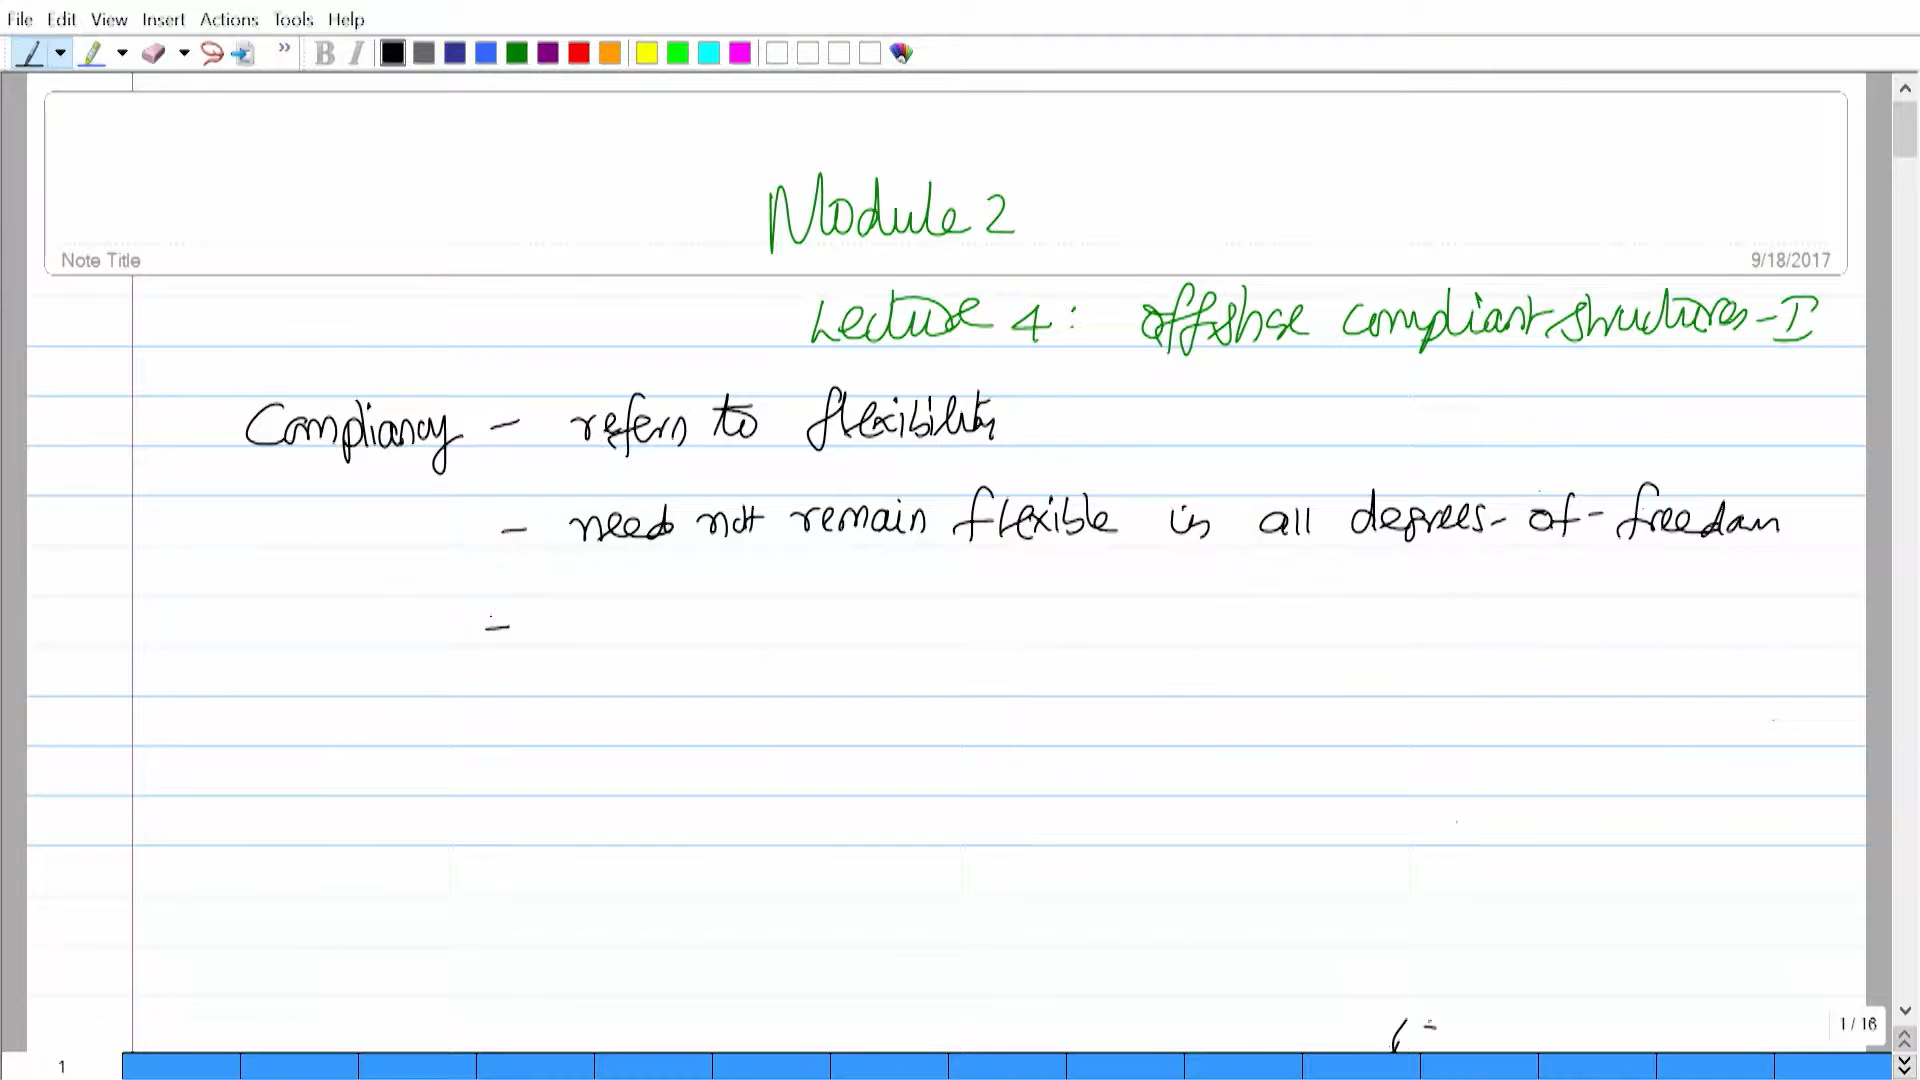 File Edit View Insert Actions Tools Help
B I
Module 2
Note Title
9/18/2017
Lecture 4: offshore compliant structures-I
Compliancy - refers to flexibility
- need not remain flexible in all degrees-of-freedom
-
1 / 16
1